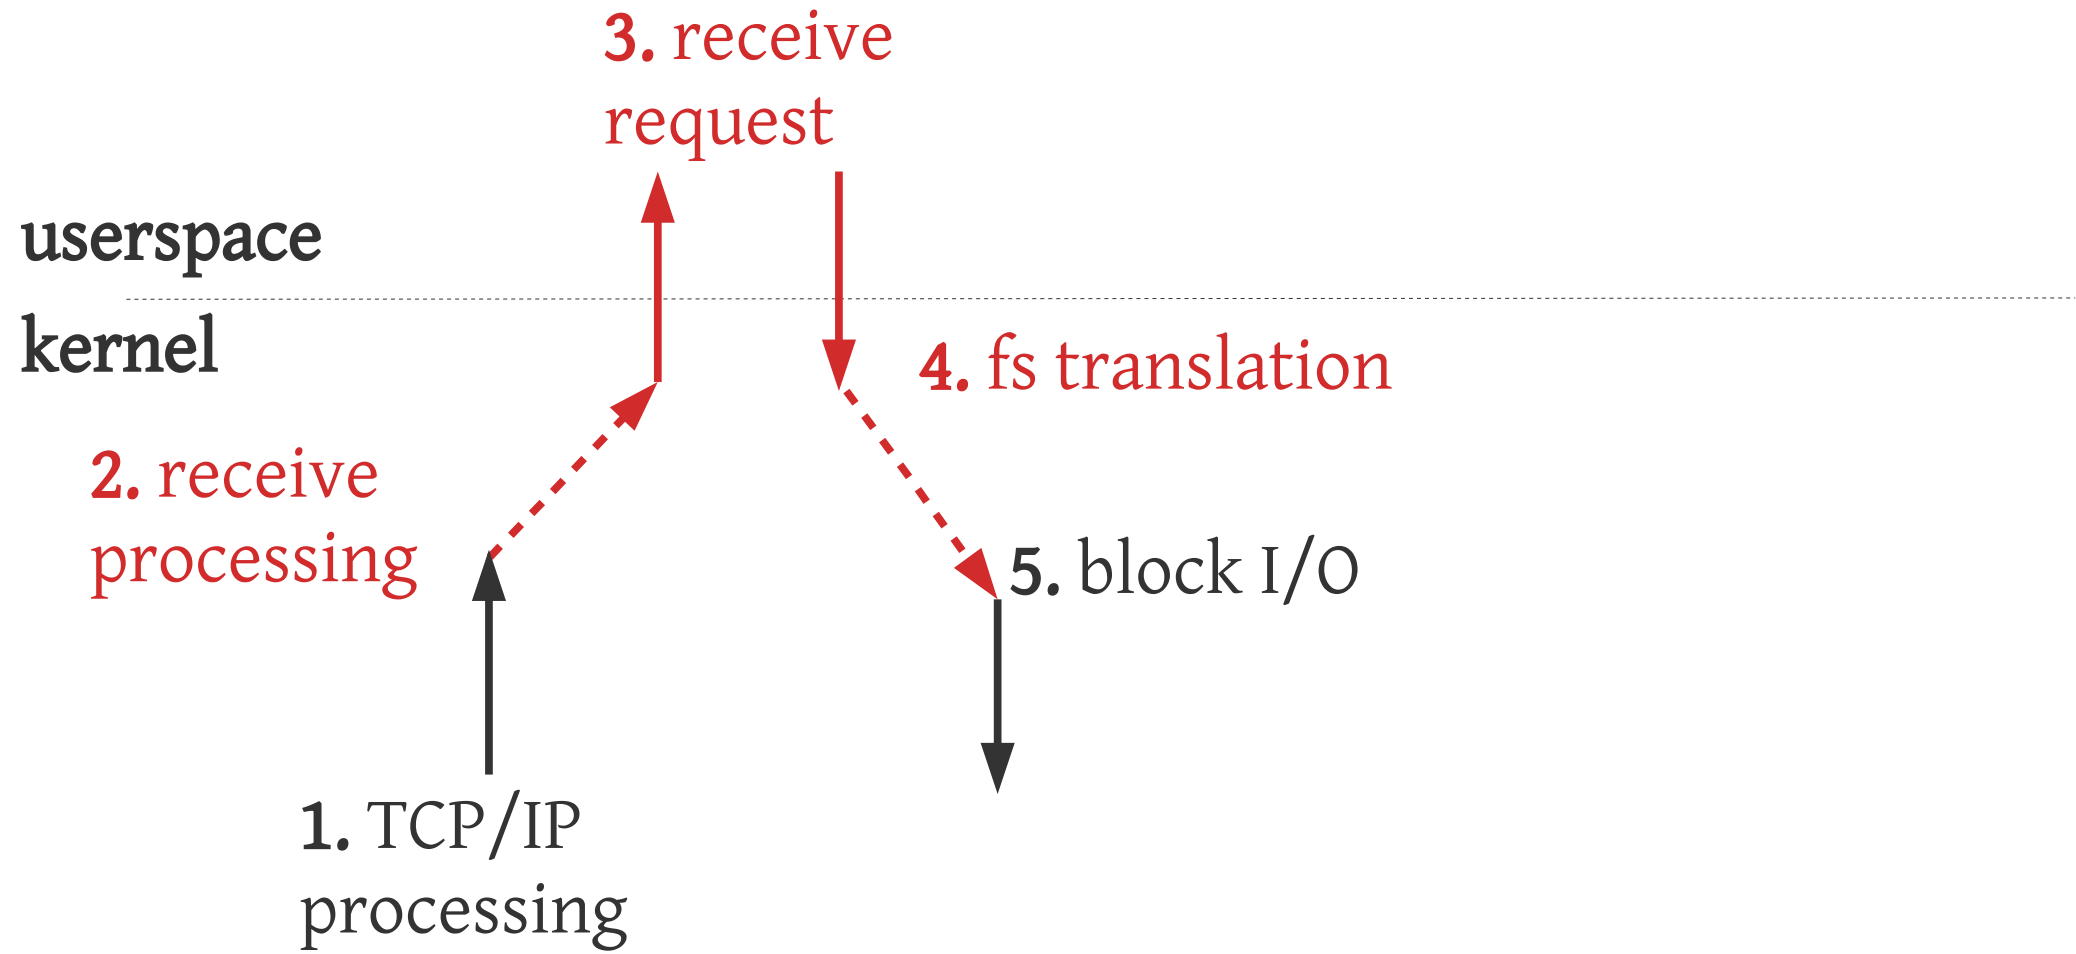 3. receive
request
userspace
kernel
4. fs translation
2. receive
processing
5. block I/O
1. TCP/IP
processing